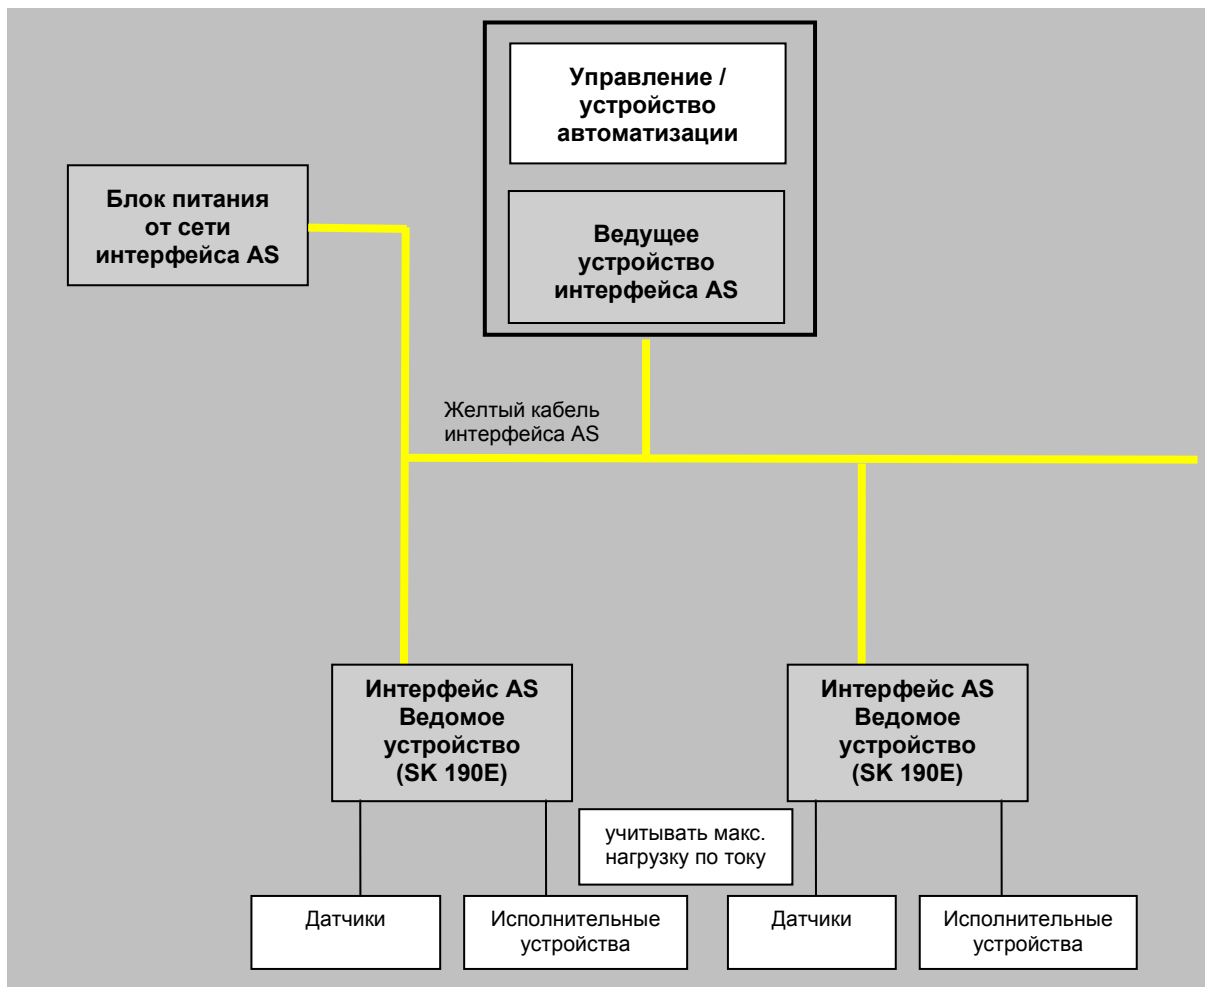 Управление /
устройство
автоматизации
Блок питания
от сети
интерфейса AS
Ведущее
устройство
интерфейса AS
Желтый кабель
интерфейса AS
Интерфейс AS
Ведомое
устройство
(SK 190E)
Интерфейс AS
Ведомое
устройство
(SK 190E)
учитывать макс.
нагрузку по току
Датчики
Исполнительные
устройства
Датчики
Исполнительные
устройства